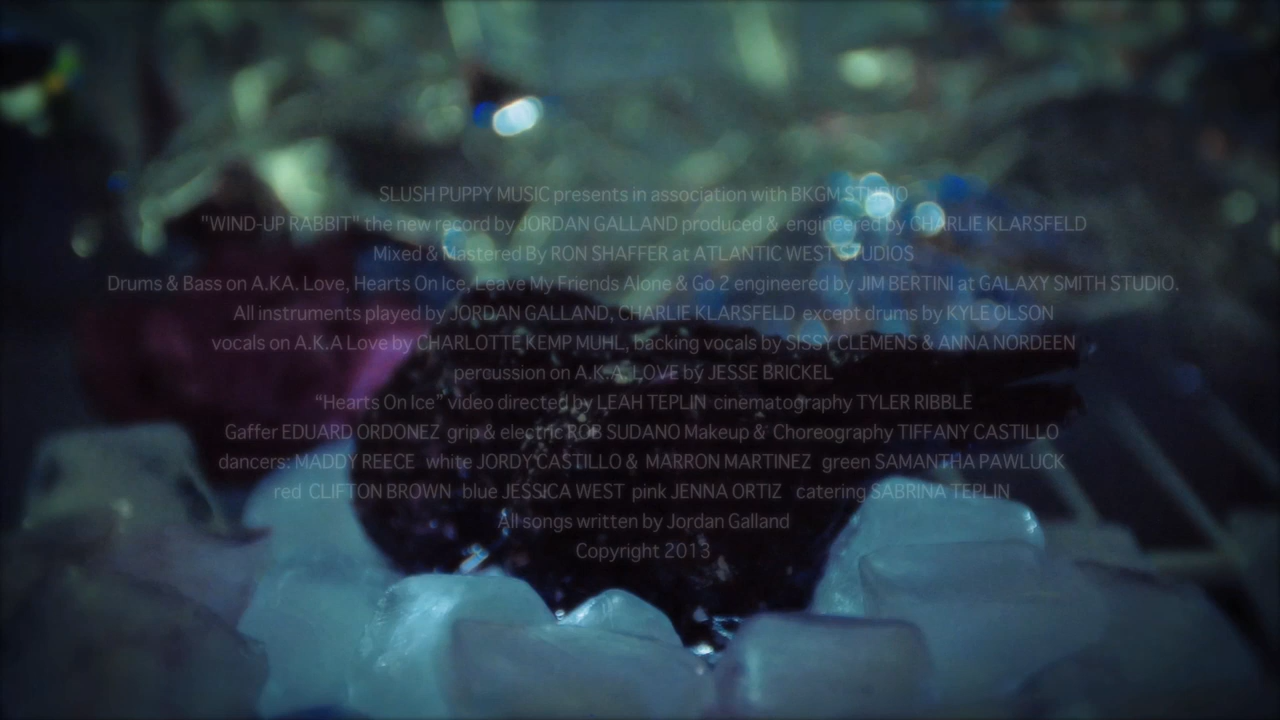 SLUSH PUPPY MUSIC presents in association with BKGM STUDIO
"WIND-UP RABBIT" the new record by JORDAN GALLAND produced & engineered by CHARLIE KLARSFELD
Mixed & Mastered By RON SHAFFER at ATLANTIC WEST STUDIOS
Drums & Bass on A.K.A. Love, Hearts On Ice, Leave My Friends Alone & Go 2 engineered by JIM BERTINI at GALAXY SMITH STUDIO.
All instruments played by JORDAN GALLAND, CHARLIE KLARSFELD except drums by KYLE OLSON
vocals on A.K.A Love by CHARLOTTE KEMP MUHL, backing vocals by SISSY CLEMENS & ANNA NORDEEN
percussion on A.K.A. LOVE by JESSE BRICKEL
“Hearts On Ice” video directed by LEAH TEPLIN cinematography TYLER RIBBLE
Gaffer EDUARD ORDONEZ grip & electric ROB SUDANO Makeup & Choreography TIFFANY CASTILLO
dancers: MADDY REECE white JORDY CASTILLO & MARRON MARTINEZ green SAMANTHA PAWLUCK
red CLIFTON BROWN blue JESSICA WEST pink JENNA ORTIZ catering SABRINA TEPLIN
All songs written by Jordan Galland
Copyright 2013